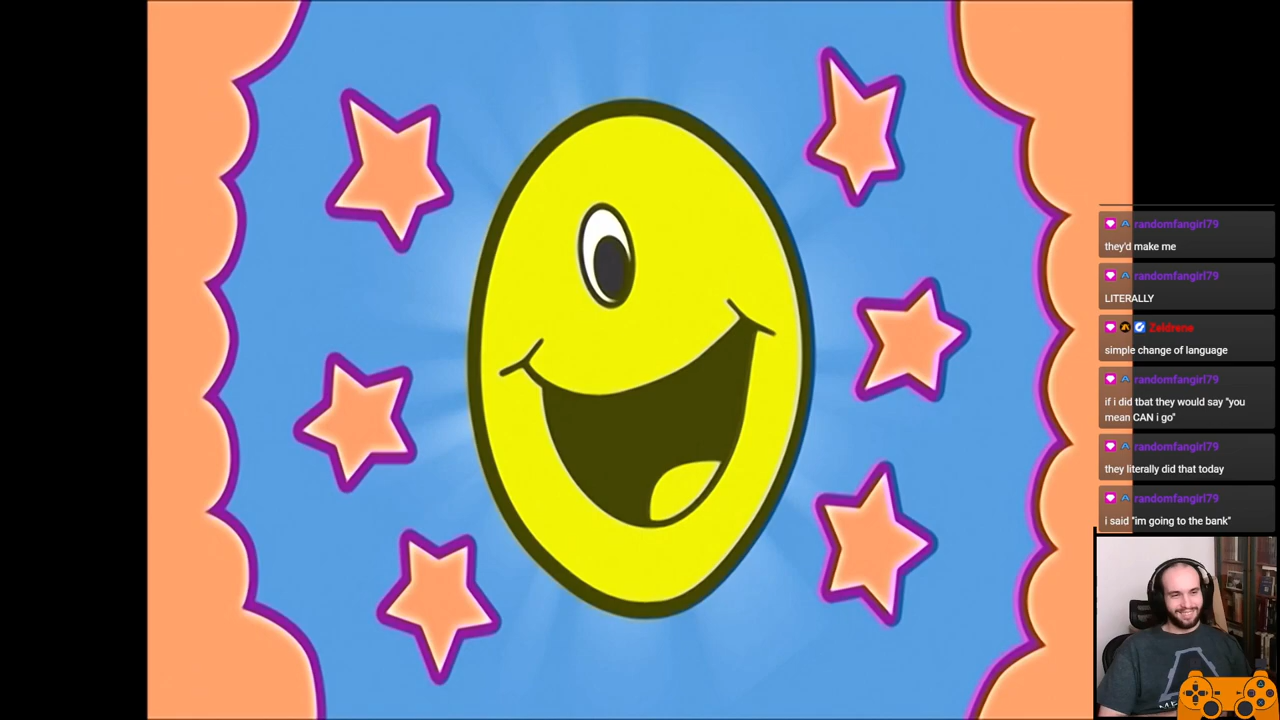 randomfangirl79
they'd make me
randomfangirl79
LITERALLY
Zeldrene
simple change of language
randomfangirl79
if i did tbat they would say "you
mean CAN i go"
randomfangirl79
they literally did that today
randomfangirl79
i said "im going to the bank"